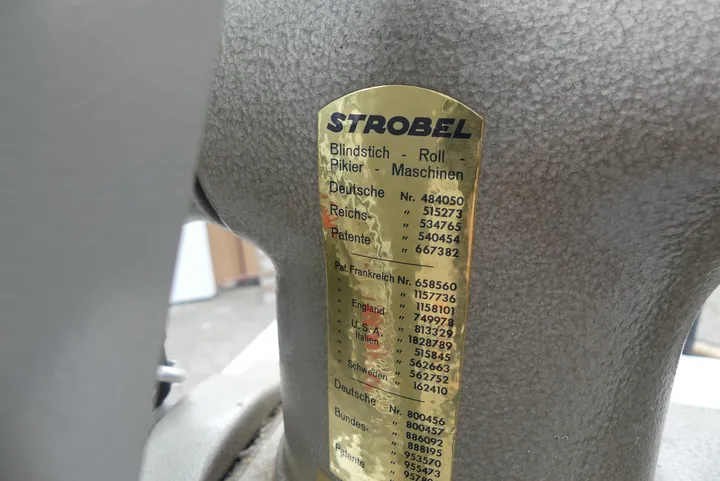 STROBEL
Blindstich - Roll -
Pikier - Maschinen
Deutsche Nr. 484050
Reichs- " 515273
" 534765
Patente " 540454
" 667382
Pat. Frankreich Nr. 658560
" " 1157736
" " 1158101
" England " 749978
" " 813329
" U.S.A. " 1828789
" Italien " 515845
" " 562663
" " 562752
" Schweden " 162410
Deutsche Nr. 800456
" 800457
Bundes- " 886092
" 888195
" 953570
Patente " 955473
" 95780